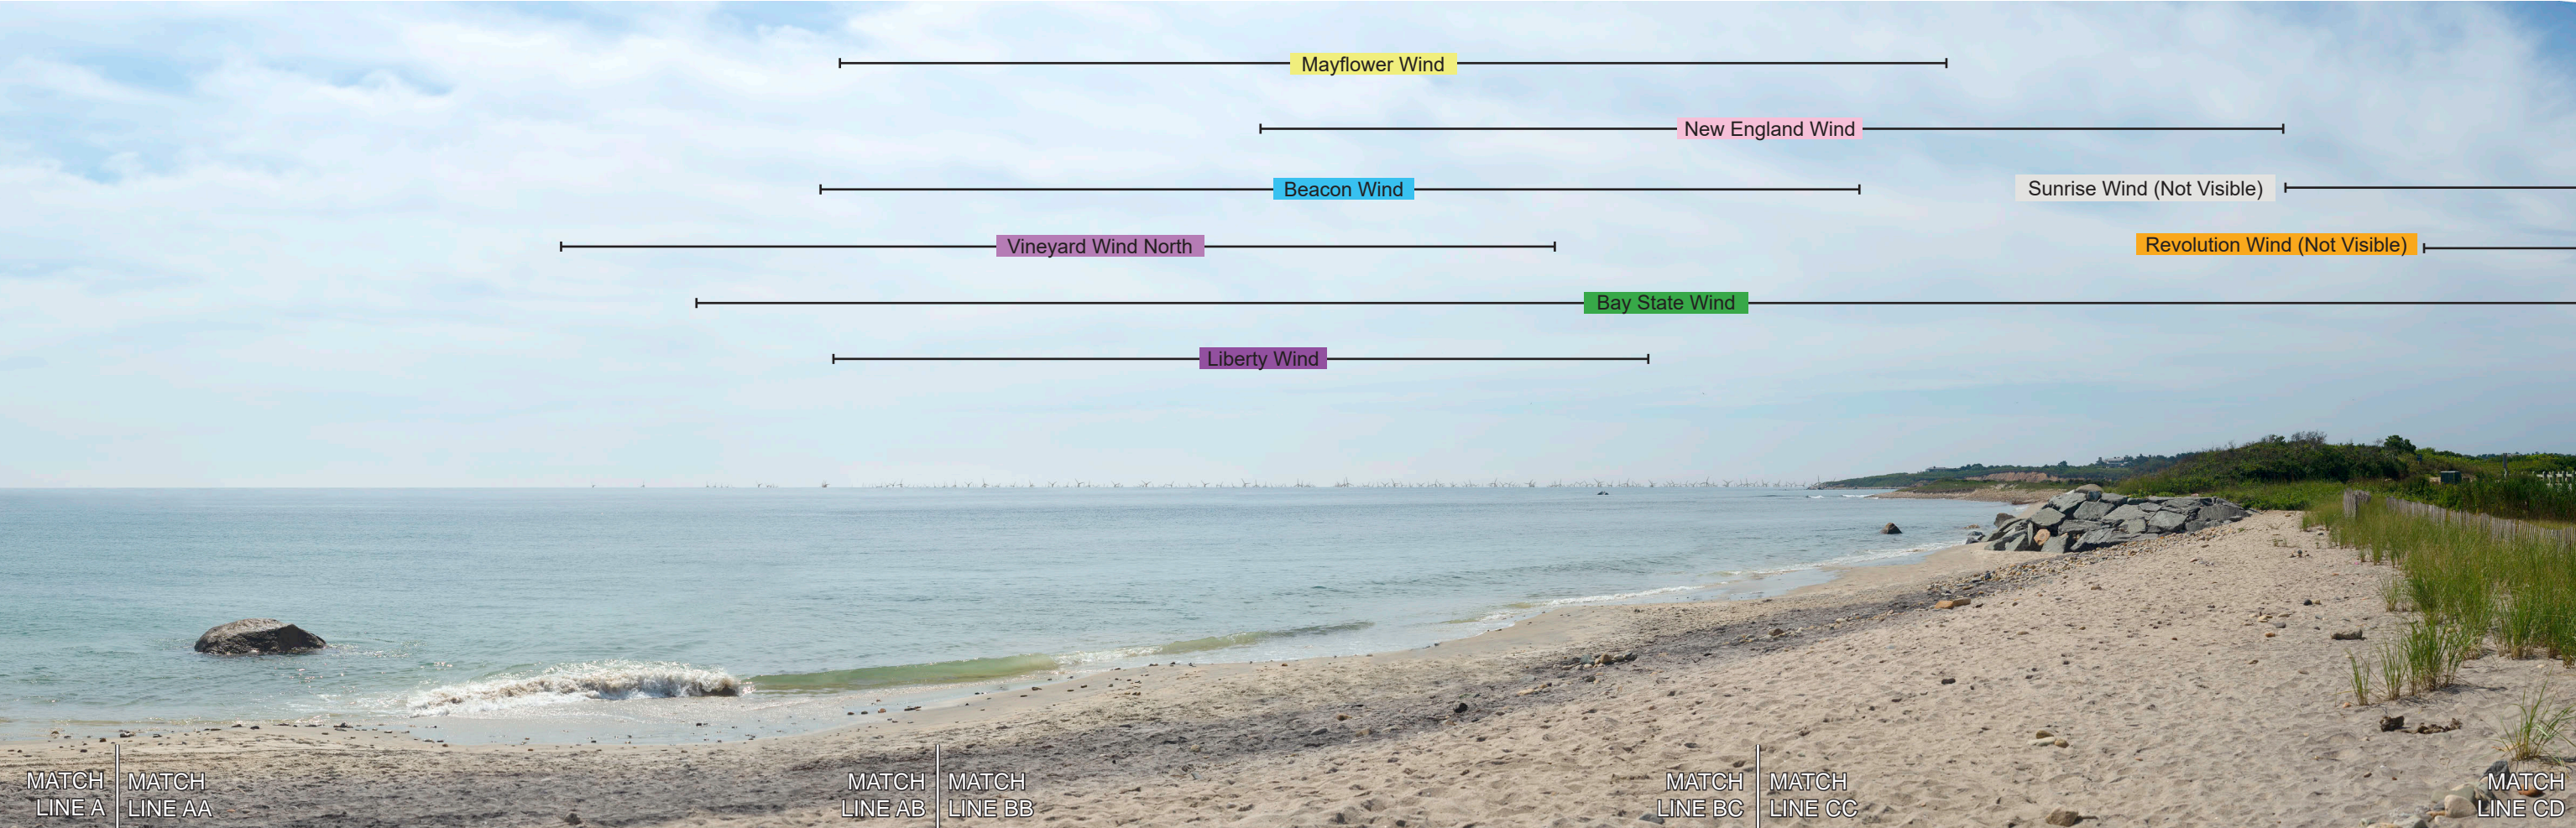 Mayflower Wind
New England Wind
Beacon Wind
Sunrise Wind (Not Visible)
Vineyard Wind North
Revolution Wind (Not Visible)
Bay State Wind
Liberty Wind
MATCH
LINE A
MATCH
LINE AA
MATCH
LINE AB
MATCH
LINE BB
MATCH
LINE BC
MATCH
LINE CC
MATCH
LINE CD